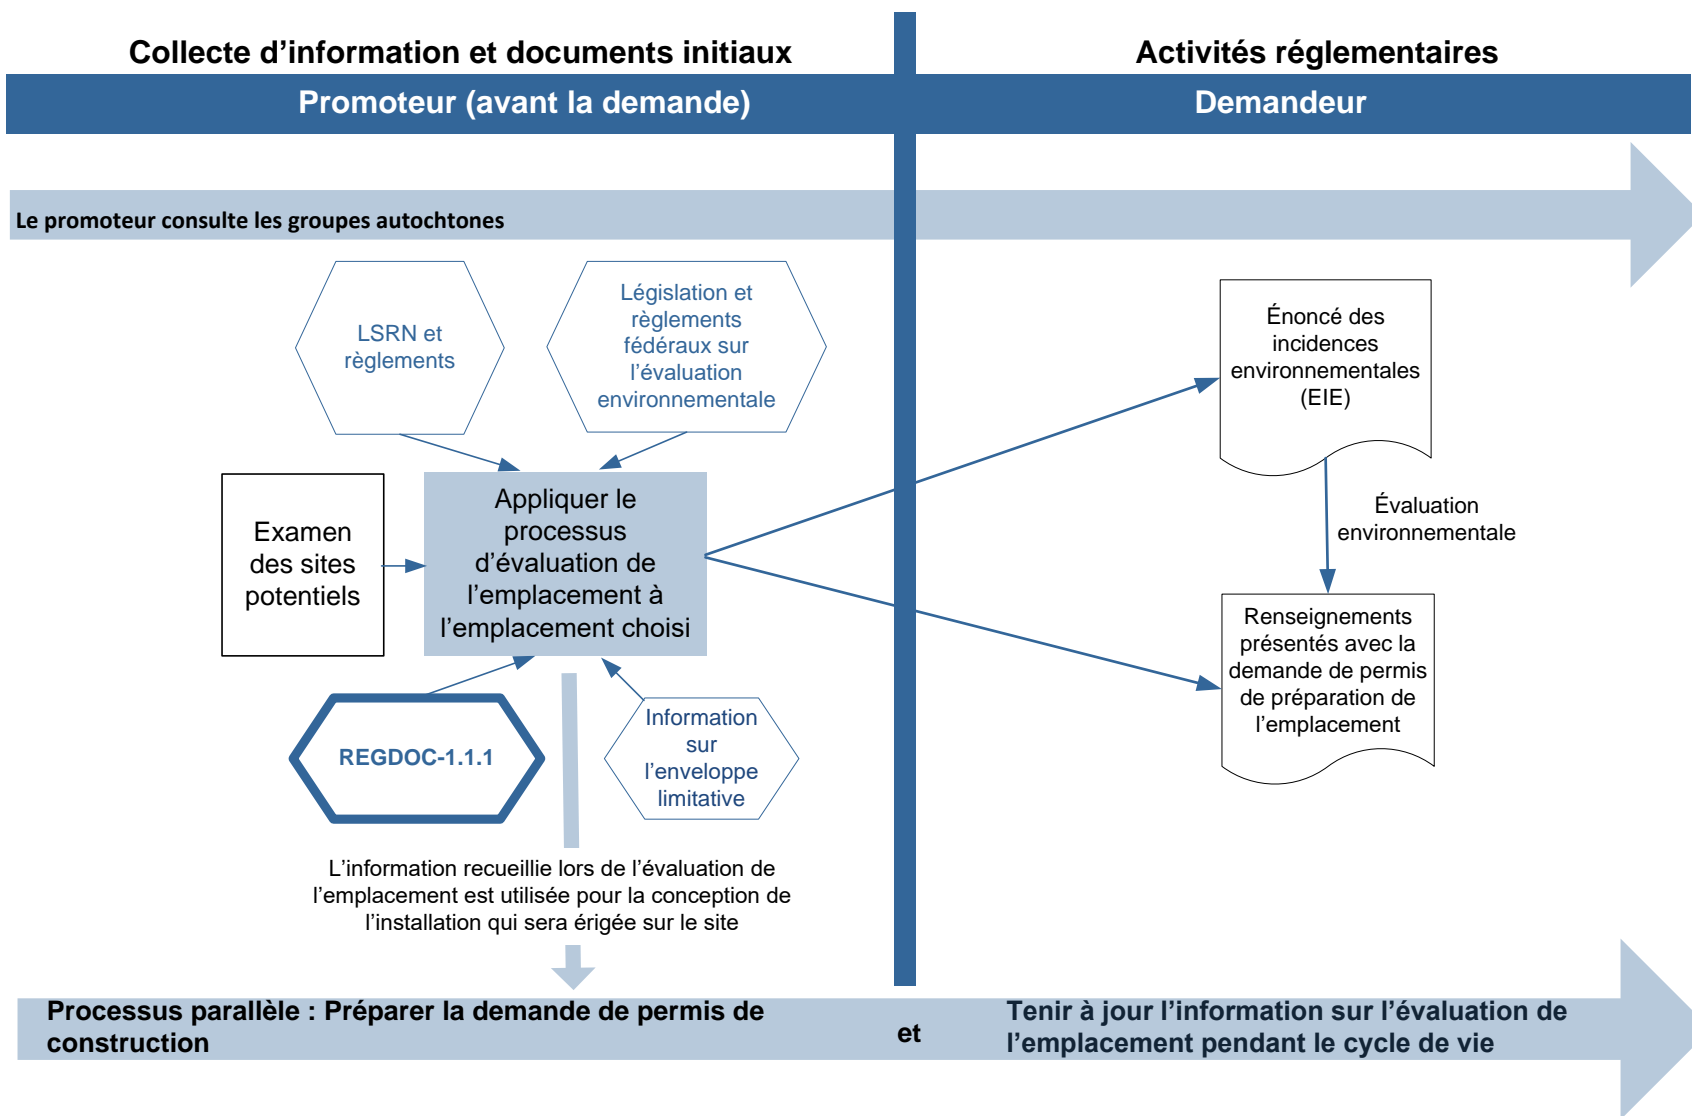 Collecte d’information et documents initiaux
Activités réglementaires
Promoteur (avant la demande)
Demandeur
Le promoteur consulte les groupes autochtones
LSRN et
règlements
Législation et
règlements
fédéraux sur
l’évaluation
environnementale
Examen
des sites
potentiels
Appliquer le
processus
d’évaluation de
l’emplacement à
l’emplacement choisi
REGDOC-1.1.1
Information
sur
l’enveloppe
limitative
L’information recueillie lors de l’évaluation de
l’emplacement est utilisée pour la conception de
l’installation qui sera érigée sur le site
Énoncé des
incidences
environnementales
(EIE)
Évaluation
environnementale
Renseignements
présentés avec la
demande de permis
de préparation de
l’emplacement
Processus parallèle : Préparer la demande de permis de
construction
et
Tenir à jour l’information sur l’évaluation de
l’emplacement pendant le cycle de vie